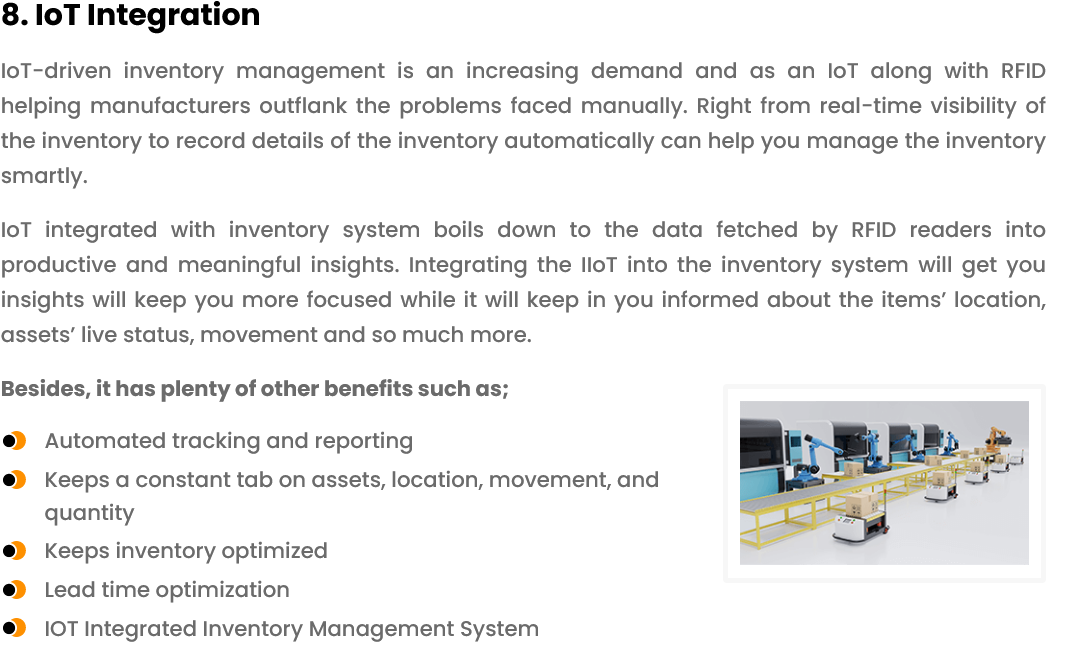 8. IoT Integration
IoT-driven inventory management is an increasing demand and as an IoT along with RFID
helping manufacturers outflank the problems faced manually. Right from real-time visibility of
the inventory to record details of the inventory automatically can help you manage the inventory
smartly.
IoT integrated with inventory system boils down to the data fetched by RFID readers into
productive and meaningful insights. Integrating the IIoT into the inventory system will get you
insights will keep you more focused while it will keep in you informed about the items’ location,
assets’ live status, movement and so much more.
Besides, it has plenty of other benefits such as;
Automated tracking and reporting
Keeps a constant tab on assets, location, movement, and
quantity
Keeps inventory optimized
Lead time optimization
IOT Integrated Inventory Management System